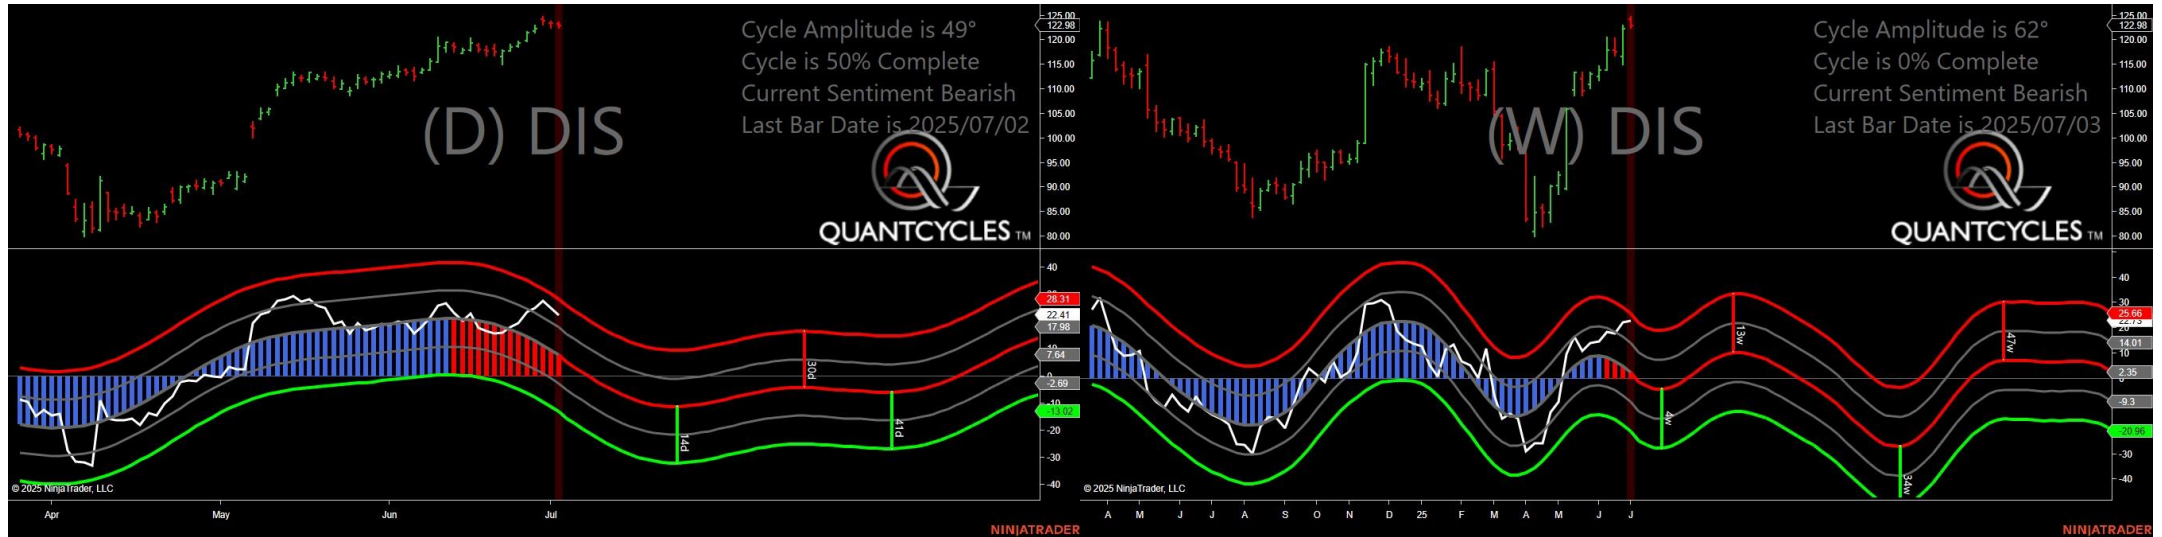 Cycle Amplitude is 49°
Cycle is 50% Complete
Current Sentiment Bearish
Last Bar Date is 2025/07/02
(D) DIS
QUANTCYCLES TM
125.00
122.98
120.00
115.00
110.00
105.00
100.00
95.00
90.00
85.00
80.00
40
28.31
22.41
17.98
10
7.64
0
-2.69
-10
-13.02
-20
-30
-40
30d
14d
41d
© 2025 NinjaTrader, LLC
Apr May Jun Jul
NINJATRADER
Cycle Amplitude is 62°
Cycle is 0% Complete
Current Sentiment Bearish
Last Bar Date is 2025/07/03
(W) DIS
QUANTCYCLES TM
125.00
122.98
120.00
115.00
110.00
105.00
100.00
95.00
90.00
85.00
80.00
40
30
25.66
22.73
20
14.01
10
2.35
0
-9.3
-20.96
-30
-40
13w
47w
4w
34w
© 2025 NinjaTrader, LLC
A M J J A S O N D 25 F M A M J J
NINJATRADER